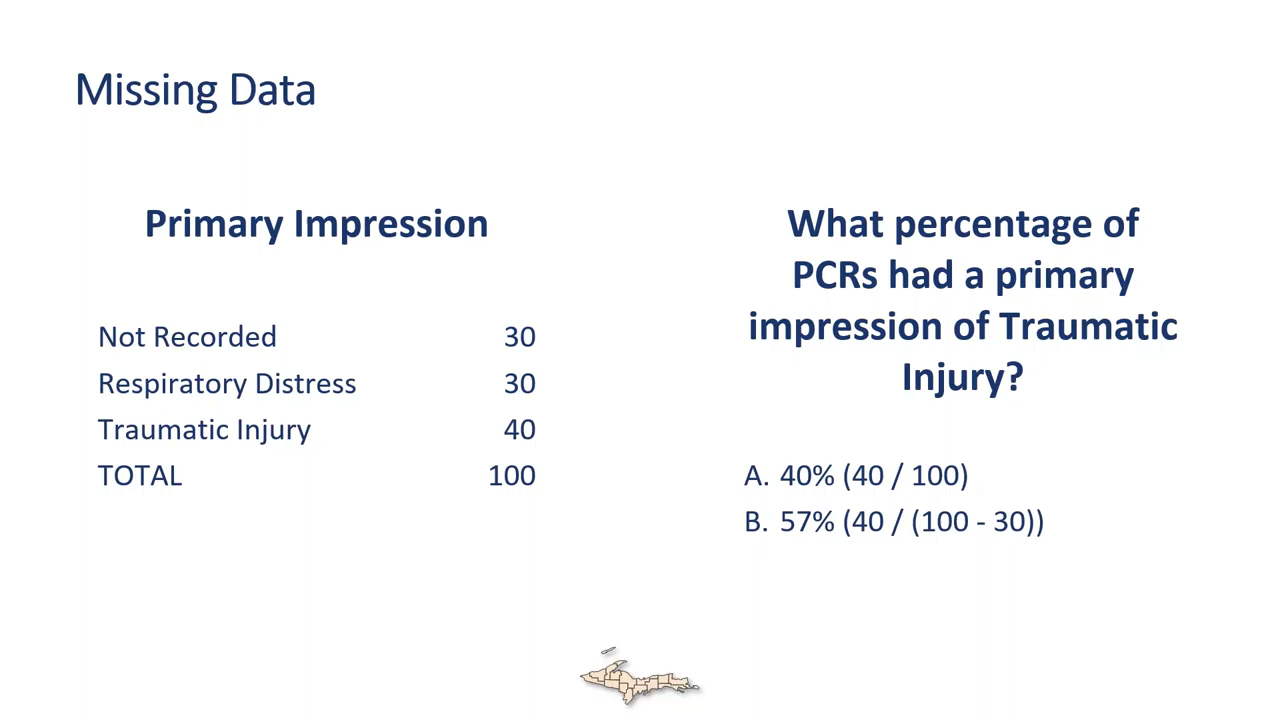 Missing Data
Primary Impression
Not Recorded 30
Respiratory Distress 30
Traumatic Injury 40
TOTAL 100
What percentage of
PCRs had a primary
impression of Traumatic
Injury?
A. 40% (40 / 100)
B. 57% (40 / (100 - 30))